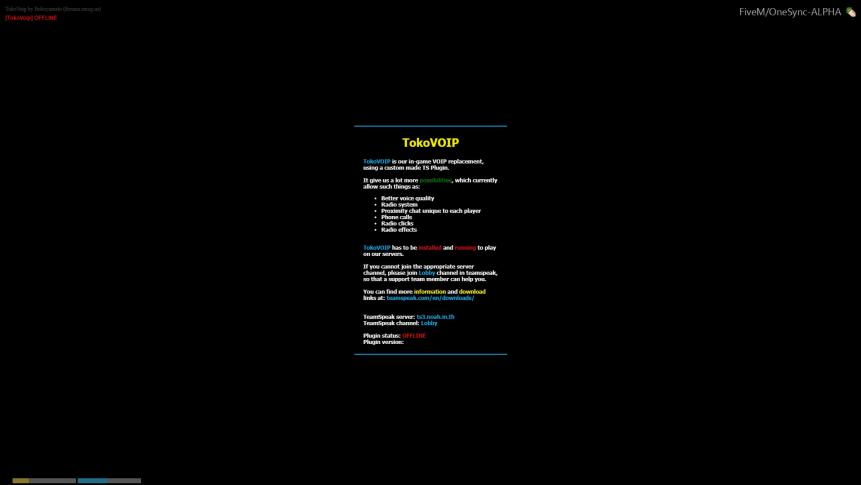 TokoVoip by Itokoyamato
[TokoVoip] OFFLINE
FiveM/OneSync-ALPHA
TokoVOIP
TokoVOIP is our in-game VOIP replacement,
using a custom made TS Plugin.
It give us a lot more possibilities, which currently
allow such things as:
• Better voice quality
• Radio system
• Proximity chat unique to each player
• Phone calls
• Radio clicks
• Radio effects
TokoVOIP has to be installed and running to play
on our servers.
If you cannot join the appropriate server
channel, please join Lobby channel in teamspeak,
so that a support team member can help you.
You can find more information and download
links at: teamspeak.com/en/downloads/
TeamSpeak server: ts3.noah.in.th
TeamSpeak channel: Lobby
Plugin status: OFFLINE
Plugin version: